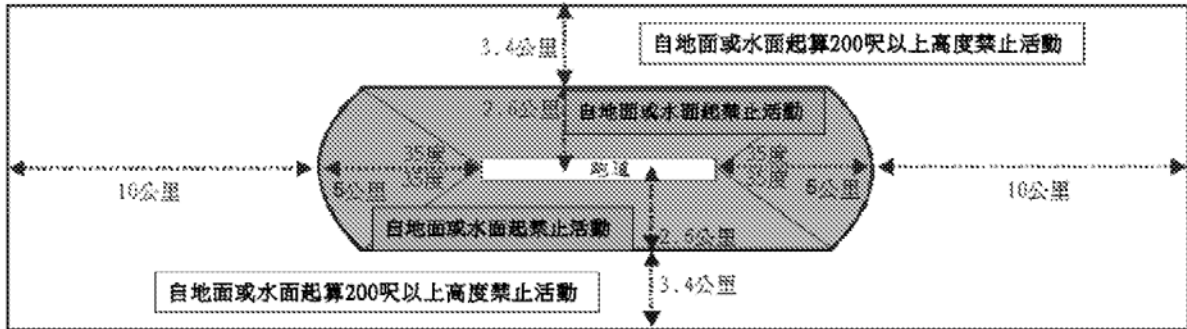 3.4公里
自地面或水面起算200呎以上高度禁止活動
2.6公里
自地面或水面起禁止活動
35度
35度
跑道
35度
35度
10公里
5公里
5公里
10公里
自地面或水面起禁止活動
2.6公里
自地面或水面起算200呎以上高度禁止活動
3.4公里